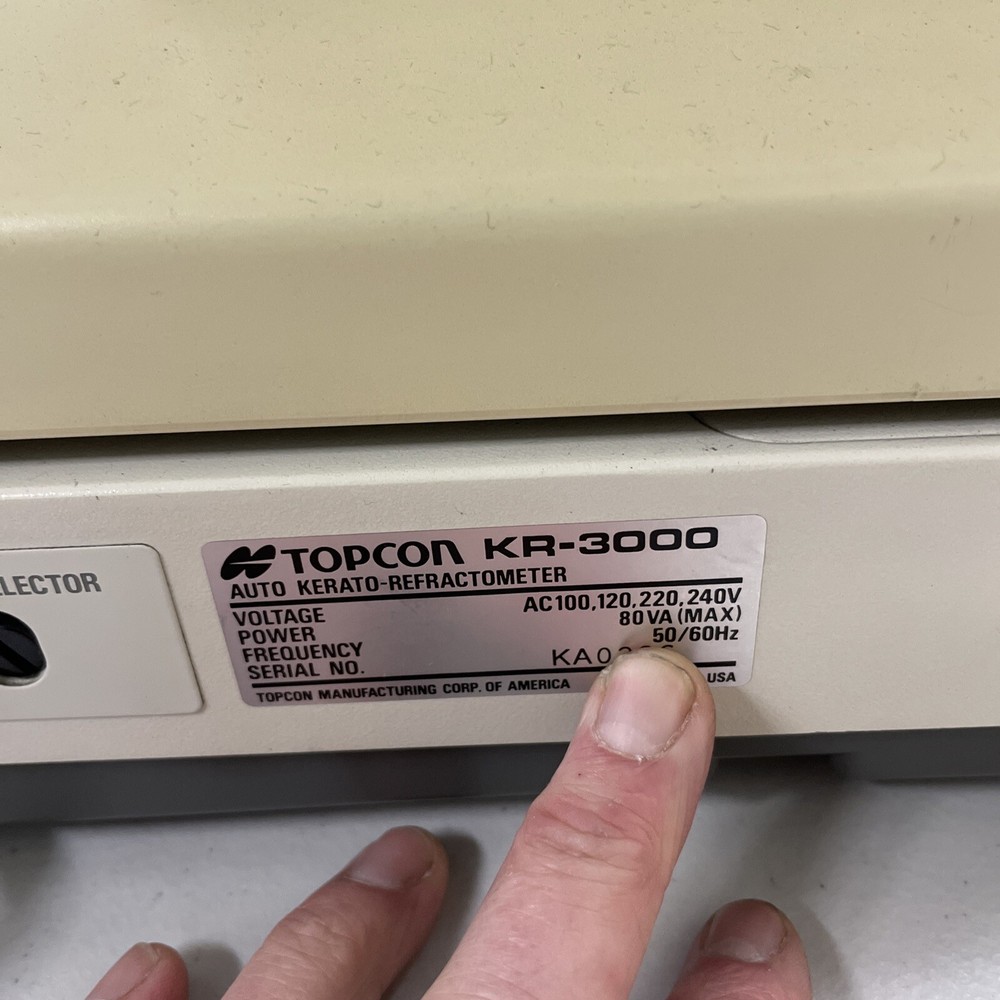 LECTOR
TOPCON KR-3000
AUTO KERATO-REFRACTOMETER
VOLTAGE AC100,120,220,240V
POWER 80VA(MAX)
FREQUENCY 50/60Hz
SERIAL NO.
TOPCON MANUFACTURING CORP. OF AMERICA USA